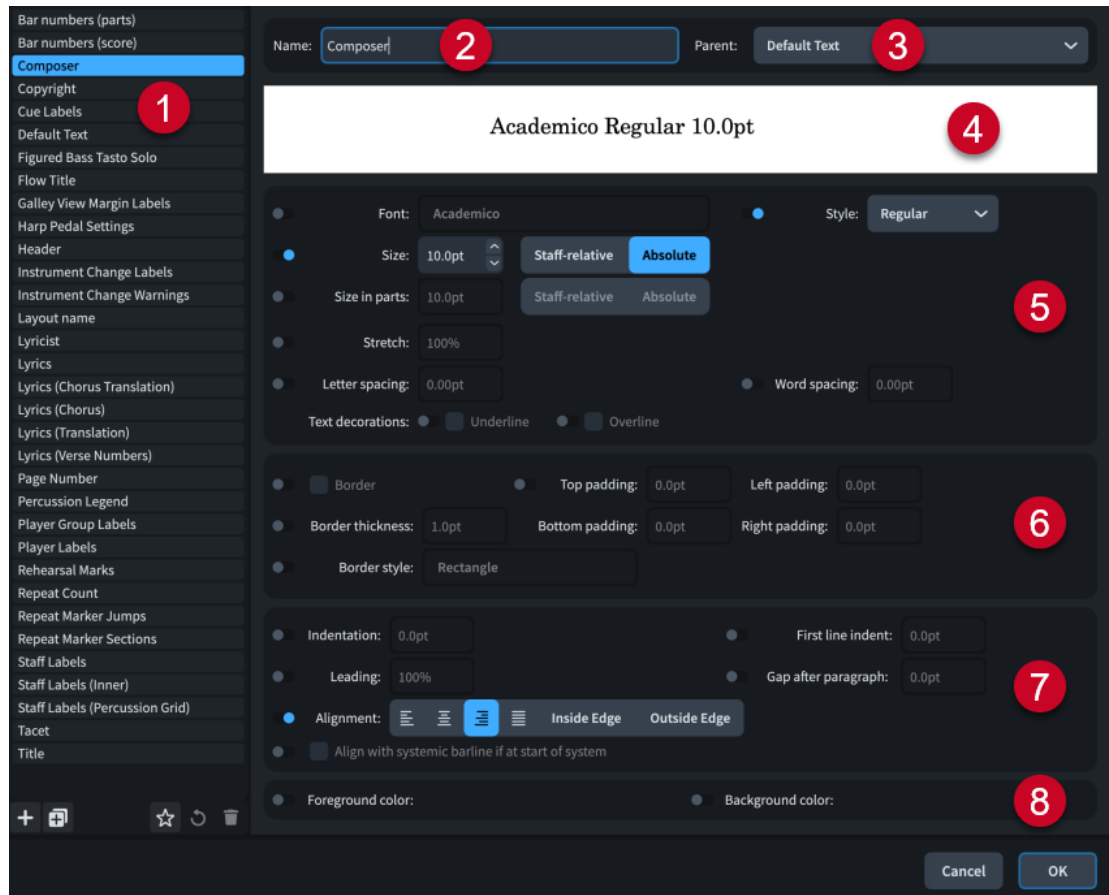 Bar numbers (parts)
Bar numbers (score)
Composer
Copyright
Cue Labels
Default Text
Figured Bass Tasto Solo
Flow Title
Galley View Margin Labels
Harp Pedal Settings
Header
Instrument Change Labels
Instrument Change Warnings
Layout name
Lyricist
Lyrics
Lyrics (Chorus Translation)
Lyrics (Chorus)
Lyrics (Translation)
Lyrics (Verse Numbers)
Page Number
Percussion Legend
Player Group Labels
Player Labels
Rehearsal Marks
Repeat Count
Repeat Marker Jumps
Repeat Marker Sections
Staff Labels
Staff Labels (Inner)
Staff Labels (Percussion Grid)
Tacet
Title
1
Name: Composer 2 Parent: Default Text 3
Academico Regular 10.0pt 4
Font: Academico Style: Regular
Size: 10.0pt Staff-relative Absolute
Size in parts: 10.0pt Staff-relative Absolute
5
Stretch: 100%
Letter spacing: 0.00pt Word spacing: 0.00pt
Text decorations: Underline Overline
Border Top padding: 0.0pt Left padding: 0.0pt
Border thickness: 1.0pt Bottom padding: 0.0pt Right padding: 0.0pt
6
Border style: Rectangle
Indentation: 0.0pt First line indent: 0.0pt
Leading: 100% Gap after paragraph: 0.0pt
7
Alignment: Inside Edge Outside Edge
Align with systemic barline if at start of system
Foreground color: Background color: 8
Cancel OK